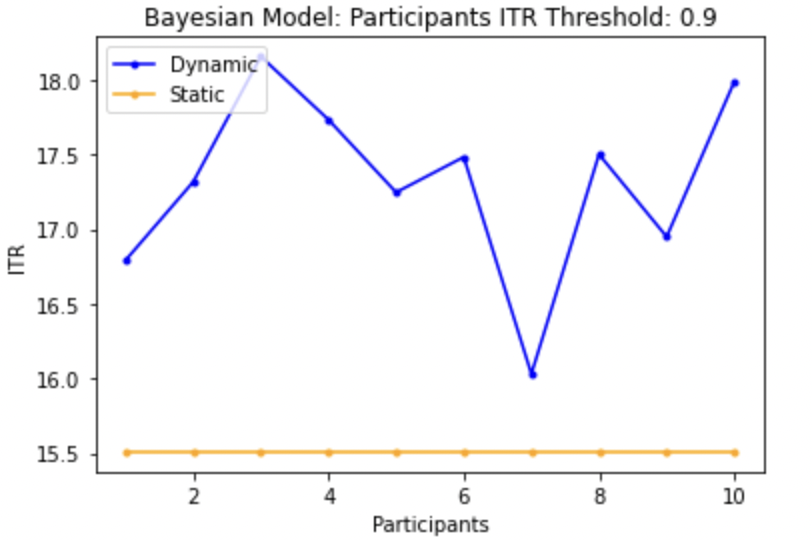 Bayesian Model: Participants ITR Threshold: 0.9
Dynamic
Static
18.0
17.5
17.0
16.5
16.0
15.5
ITR
2 4 6 8 10
Participants